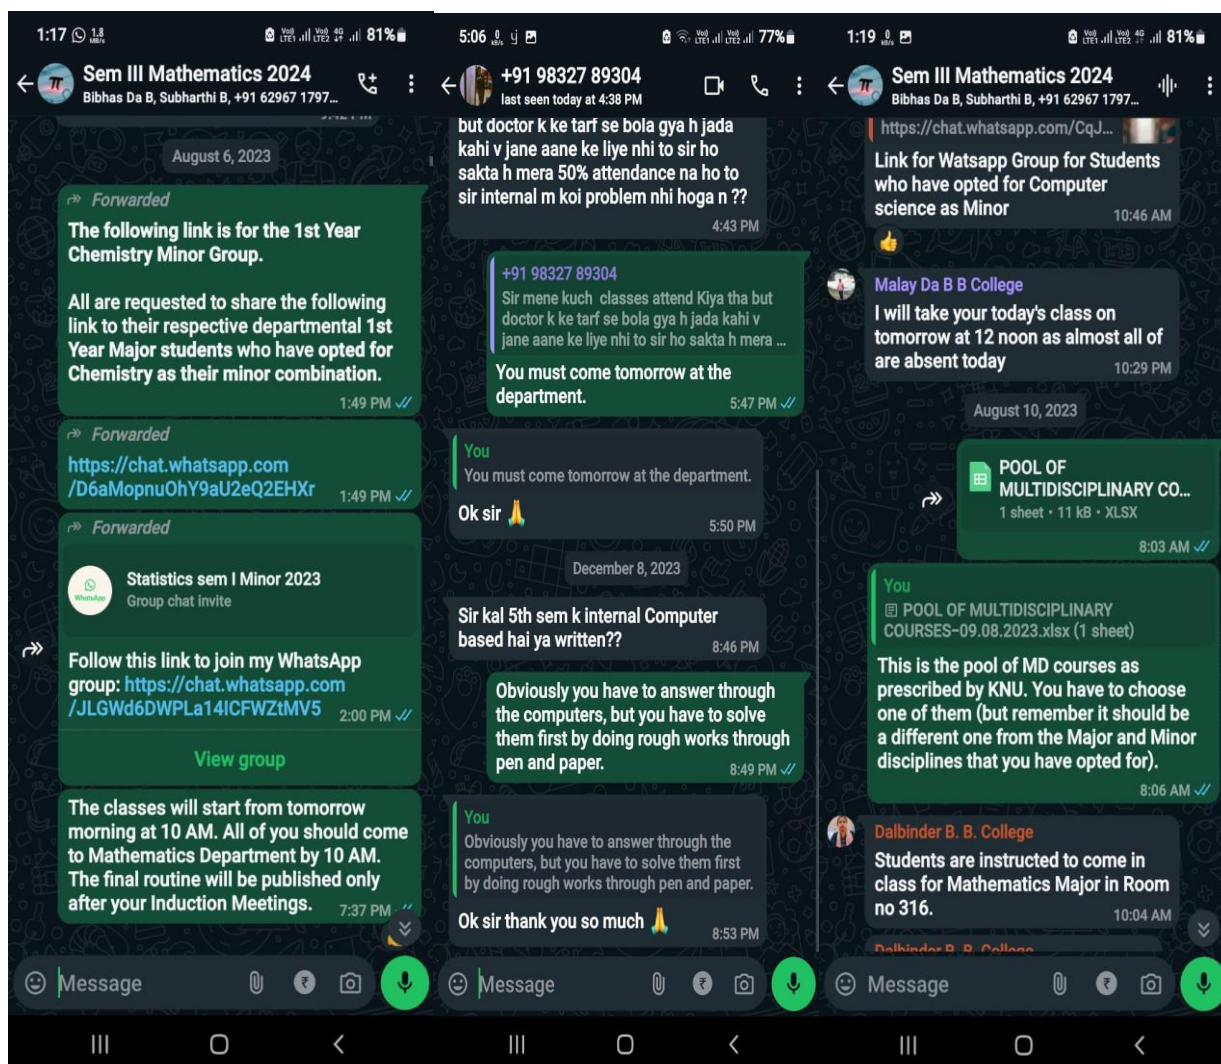 1:17 1.8 MB/s VoI) LTE1 VoI) LTE2 4G 81%
Sem III Mathematics 2024
Bibhas Da B, Subharthi B, +91 62967 1797...
August 6, 2023
Forwarded
The following link is for the 1st Year
Chemistry Minor Group.
All are requested to share the following
link to their respective departmental 1st
Year Major students who have opted for
Chemistry as their minor combination.
1:49 PM
Forwarded
https://chat.whatsapp.com
/D6aMopnuOhY9aU2eQ2EHXr 1:49 PM
Forwarded
Statistics sem I Minor 2023
WhatsApp
Group chat invite
Follow this link to join my WhatsApp
group: https://chat.whatsapp.com
/JLGWd6DWPLa14ICFWZtMV5 2:00 PM
View group
The classes will start from tomorrow
morning at 10 AM. All of you should come
to Mathematics Department by 10 AM.
The final routine will be published only
after your Induction Meetings. 7:37 PM
Message
5:06 0 kB/s VoI) LTE1 VoI) LTE2 77%
+91 98327 89304
last seen today at 4:38 PM
but doctor k ke tarf se bola gya h jada
kahi v jane aane ke liye nhi to sir ho
sakta h mera 50% attendance na ho to
sir internal m koi problem nhi hoga n ??
4:43 PM
+91 98327 89304
Sir mene kuch classes attend Kiya tha but
doctor k ke tarf se bola gya h jada kahi v
jane aane ke liye nhi to sir ho sakta h mera ...
You must come tomorrow at the
department. 5:47 PM
You
You must come tomorrow at the department.
Ok sir 🙏
5:50 PM
December 8, 2023
Sir kal 5th sem k internal Computer
based hai ya written?? 8:46 PM
Obviously you have to answer through
the computers, but you have to solve
them first by doing rough works through
pen and paper. 8:49 PM
You
Obviously you have to answer through the
computers, but you have to solve them first
by doing rough works through pen and paper.
Ok sir thank you so much 🙏 8:53 PM
Message
1:19 0 kB/s VoI) LTE1 VoI) LTE2 4G 81%
Sem III Mathematics 2024
Bibhas Da B, Subharthi B, +91 62967 1797...
https://chat.whatsapp.com/CqJ...
Link for Watsapp Group for Students
who have opted for Computer
science as Minor 10:46 AM
👍
Malay Da B B College
I will take your today's class on
tomorrow at 12 noon as almost all of
are absent today 10:29 PM
August 10, 2023
POOL OF
MULTIDISCIPLINARY CO...
1 sheet • 11 kB • XLSX
8:03 AM
You
POOL OF MULTIDISCIPLINARY
COURSES-09.08.2023.xlsx (1 sheet)
This is the pool of MD courses as
prescribed by KNU. You have to choose
one of them (but remember it should be
a different one from the Major and Minor
disciplines that you have opted for).
8:06 AM
Dalbinder B. B. College
Students are instructed to come in
class for Mathematics Major in Room
no 316. 10:04 AM
Dalbinder B. B. College
Message